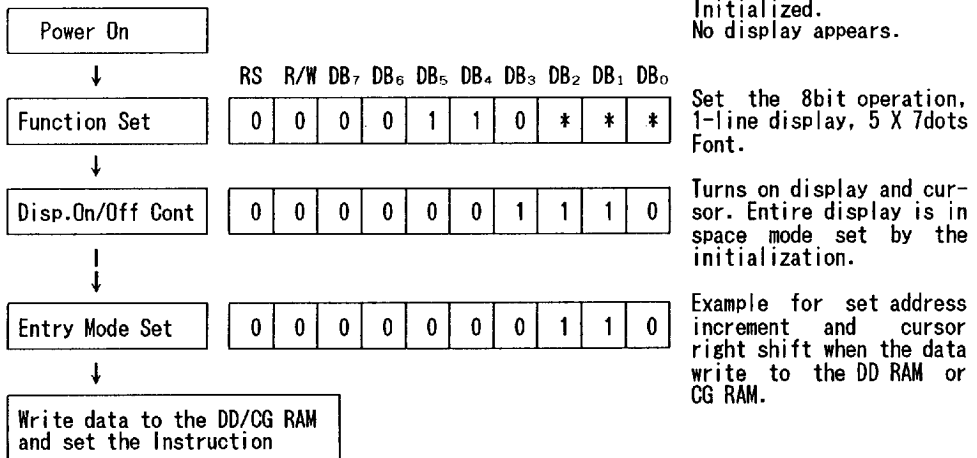 Initialized.
Power On
No display appears.
RS R/W DB₇ DB₆ DB₅ DB₄ DB₃ DB₂ DB₁ DB₀
Function Set 0 0 0 0 1 1 0 * * *
Set the 8bit operation,
1-line display, 5 X 7dots
Font.
Disp.On/Off Cont 0 0 0 0 0 0 1 1 1 0
Turns on display and cur-
sor. Entire display is in
space mode set by the
initialization.
Entry Mode Set 0 0 0 0 0 0 0 1 1 0
Example for set address
increment and cursor
right shift when the data
write to the DD RAM or
CG RAM.
Write data to the DD/CG RAM
and set the Instruction